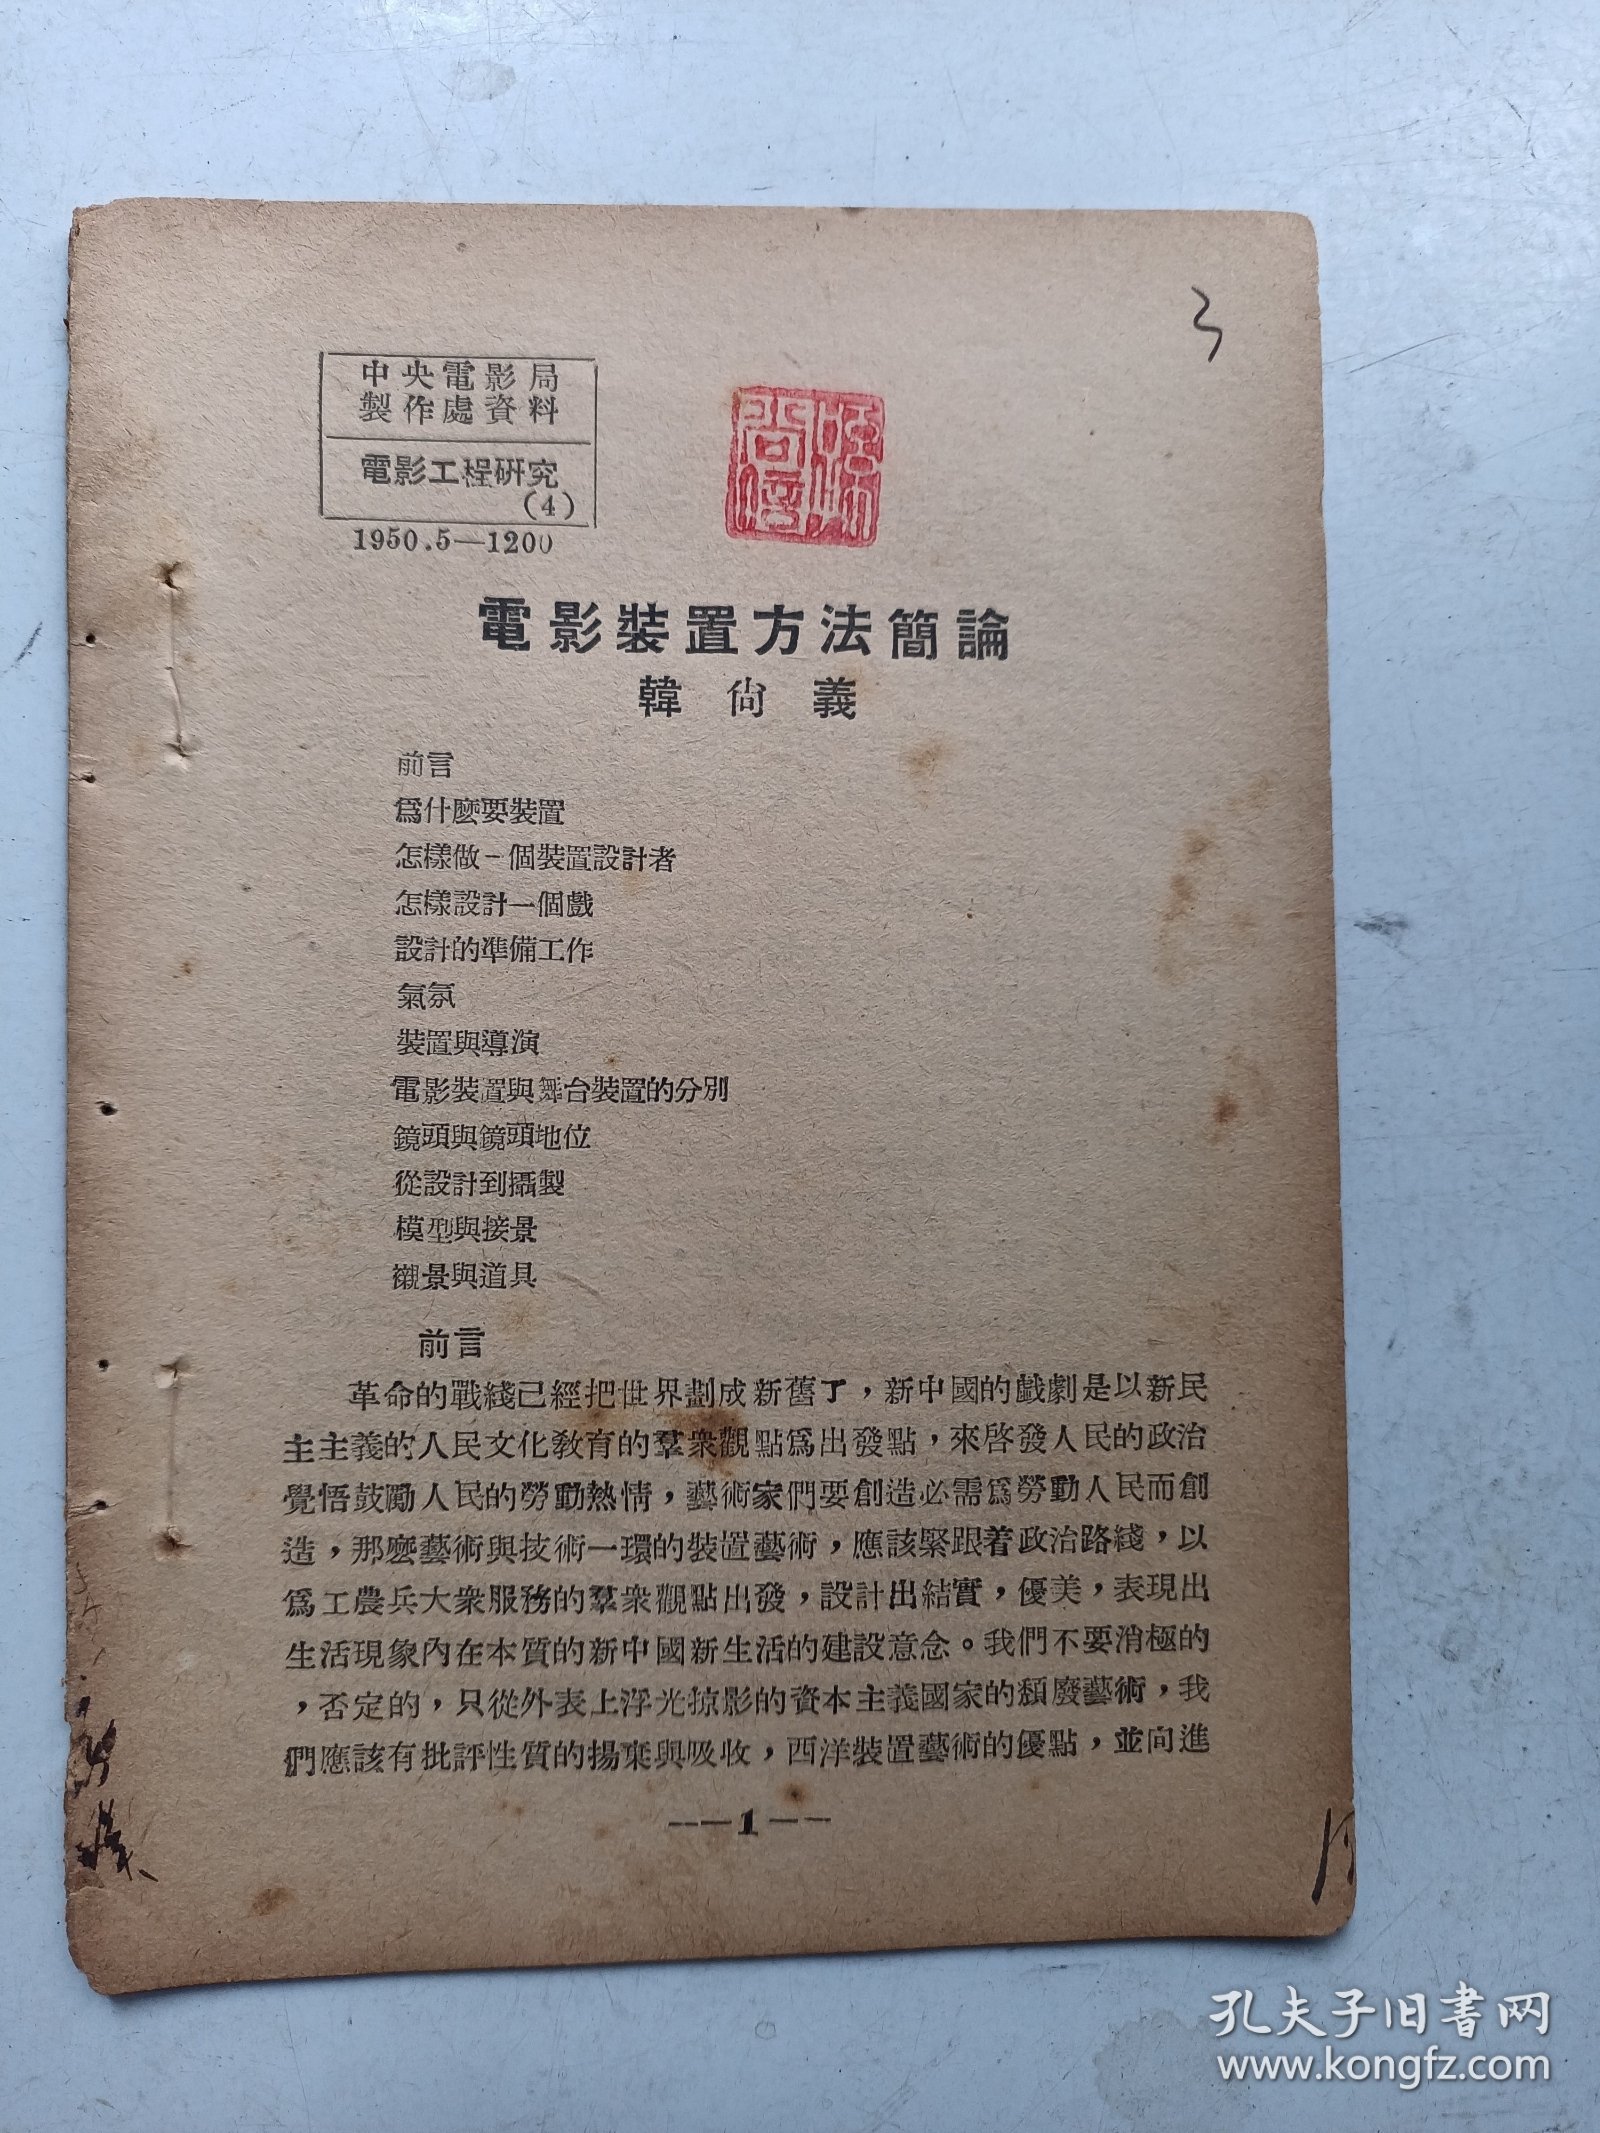 3
中央電影局
製作處資料
電影工程研究
(4)
1950.5—1200
電影裝置方法簡論
韓尙義
前言
爲什麼要裝置
怎樣做一個裝置設計者
怎樣設計一個戲
設計的準備工作
氣氛
裝置與導演
電影裝置與舞台裝置的分別
鏡頭與鏡頭地位
從設計到攝製
模型與接景
襯景與道具
前言
革命的戰綫已經把世界劃成新舊了，新中國的戲劇是以新民
主主義的人民文化敎育的羣衆觀點爲出發點，來啓發人民的政治
覺悟鼓勵人民的勞動熱情，藝術家們要創造必需爲勞動人民而創
造，那麼藝術與技術一環的裝置藝術，應該緊跟着政治路綫，以
爲工農兵大衆服務的羣衆觀點出發，設計出結實，優美，表現出
生活現象內在本質的新中國新生活的建設意念。我們不要消極的
，否定的，只從外表上浮光掠影的資本主義國家的頹廢藝術，我
們應該有批評性質的揚棄與吸收，西洋裝置藝術的優點，並向進
——1——
孔夫子旧书网
www.kongfz.com